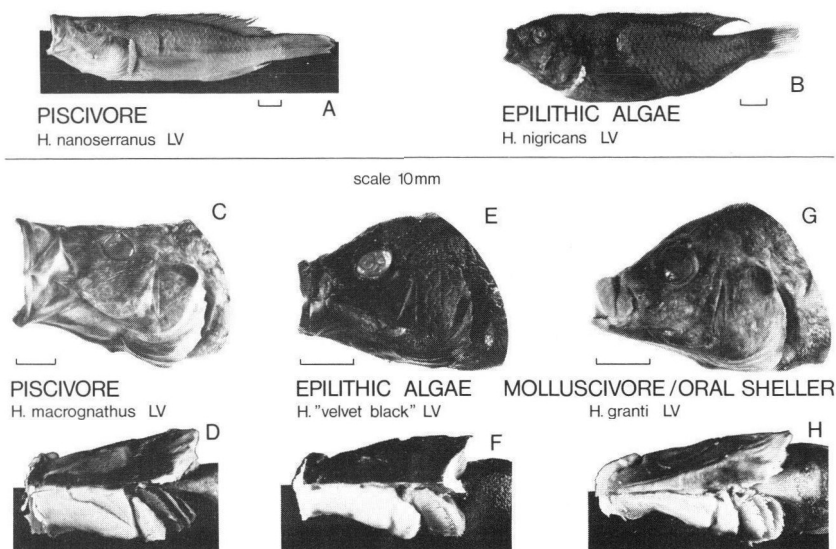 A
PISCIVORE
H. nanoserranus LV
B
EPILITHIC ALGAE
H. nigricans LV
scale 10mm
C
E
G
PISCIVORE
H. macrognathus LV
EPILITHIC ALGAE
H. "velvet black" LV
MOLLUSCIVORE / ORAL SHELLER
H. granti LV
D
F
H